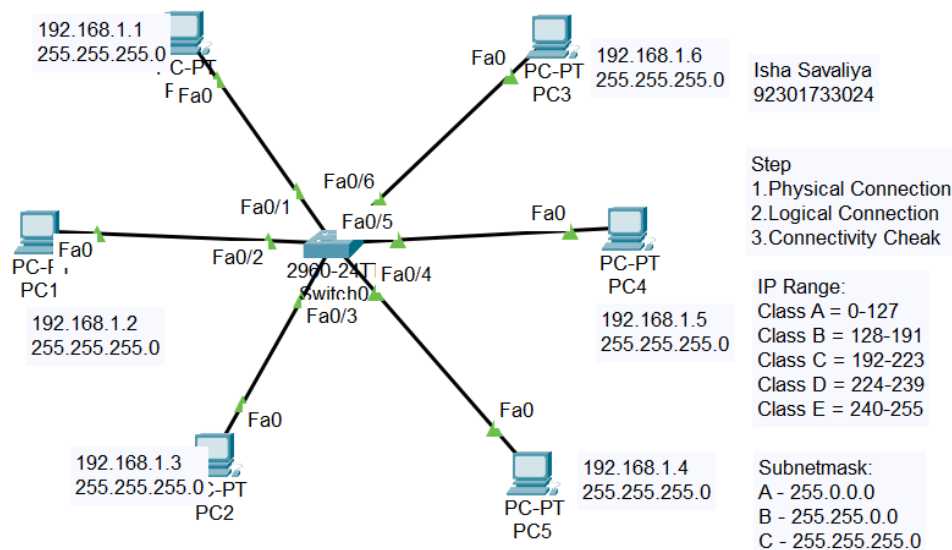 192.168.1.1
255.255.255.0
PC-PT
Fa0
Fa0
PC-PT
PC3
192.168.1.6
255.255.255.0
Isha Savaliya
92301733024
Step
1.Physical Connection
2.Logical Connection
3.Connectivity Cheak
Fa0/6
Fa0/1
Fa0/5
Fa0
Fa0
Fa0/2
PC1
2960-24TT
Switch0
Fa0/4
Fa0/3
PC-PT
PC4
192.168.1.2
255.255.255.0
192.168.1.5
255.255.255.0
IP Range:
Class A = 0-127
Class B = 128-191
Class C = 192-223
Class D = 224-239
Class E = 240-255
Fa0
Fa0
192.168.1.3
255.255.255.0
PC2
PC-PT
PC5
192.168.1.4
255.255.255.0
Subnetmask:
A - 255.0.0.0
B - 255.255.0.0
C - 255.255.255.0